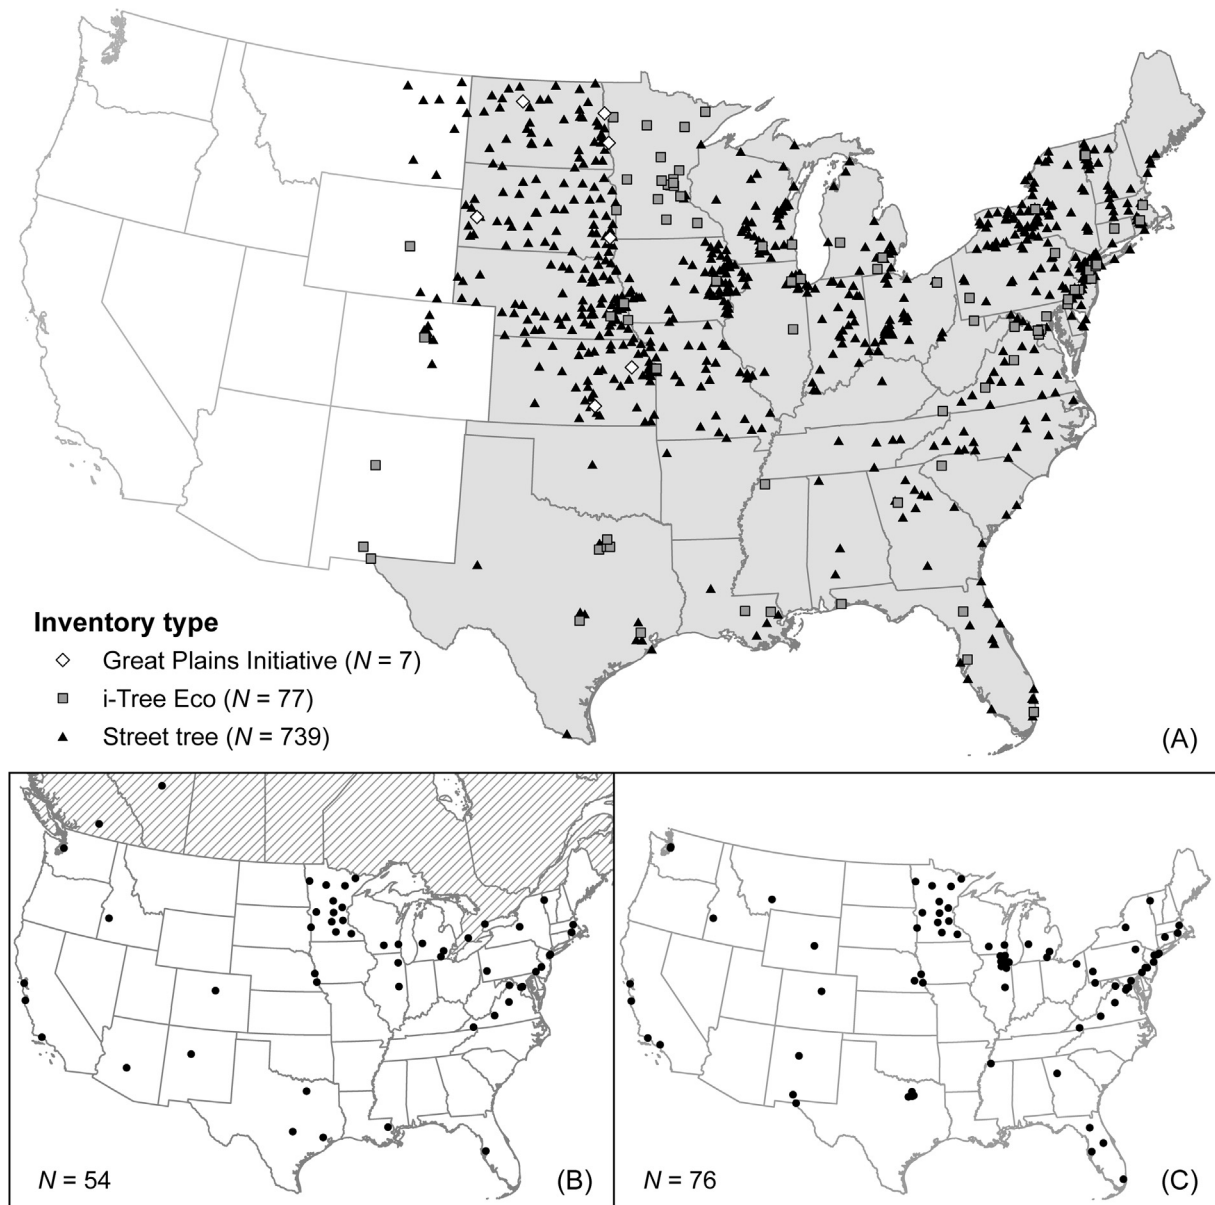 Inventory type
Great Plains Initiative (N = 7)
i-Tree Eco (N = 77)
Street tree (N = 739)
(A)
N = 54
(B)
N = 76
(C)